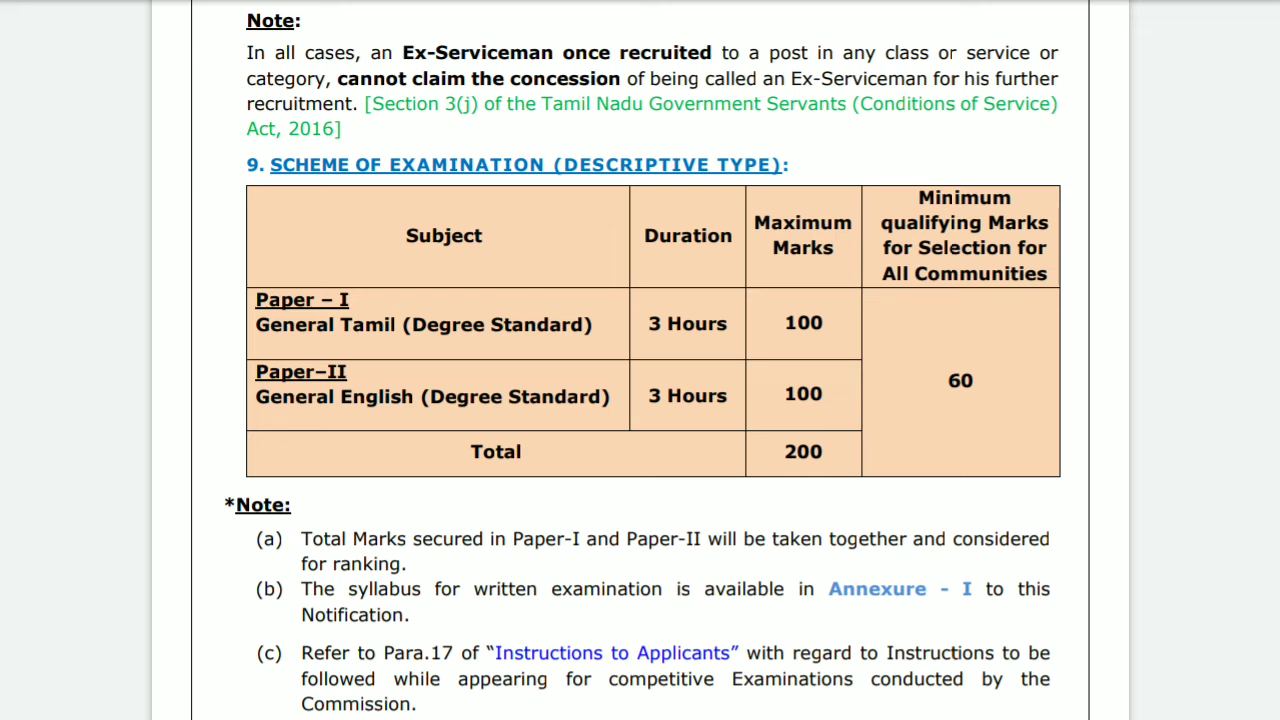 Note:
In all cases, an Ex-Serviceman once recruited to a post in any class or service or
category, cannot claim the concession of being called an Ex-Serviceman for his further
recruitment. [Section 3(j) of the Tamil Nadu Government Servants (Conditions of Service)
Act, 2016]
9. SCHEME OF EXAMINATION (DESCRIPTIVE TYPE):
Subject
Duration
Maximum
Marks
Minimum
qualifying Marks
for Selection for
All Communities
Paper – I
General Tamil (Degree Standard)
3 Hours
100
Paper–II
General English (Degree Standard)
3 Hours
100
60
Total
200
*Note:
(a) Total Marks secured in Paper-I and Paper-II will be taken together and considered
for ranking.
(b) The syllabus for written examination is available in Annexure - I to this
Notification.
(c) Refer to Para.17 of “Instructions to Applicants” with regard to Instructions to be
followed while appearing for competitive Examinations conducted by the
Commission.